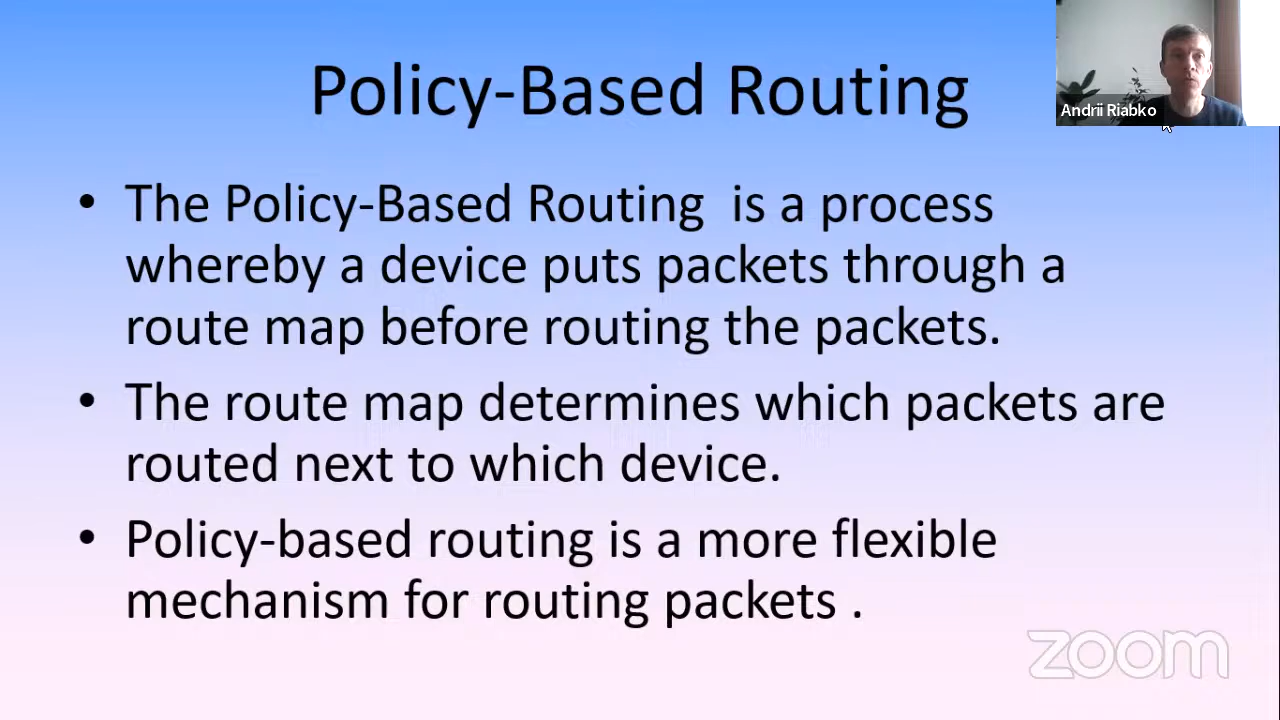 Policy-Based Routing
Andrii Riabko
• The Policy-Based Routing  is a process
whereby a device puts packets through a
route map before routing the packets.
• The route map determines which packets are
routed next to which device.
• Policy-based routing is a more flexible
mechanism for routing packets .
zoom